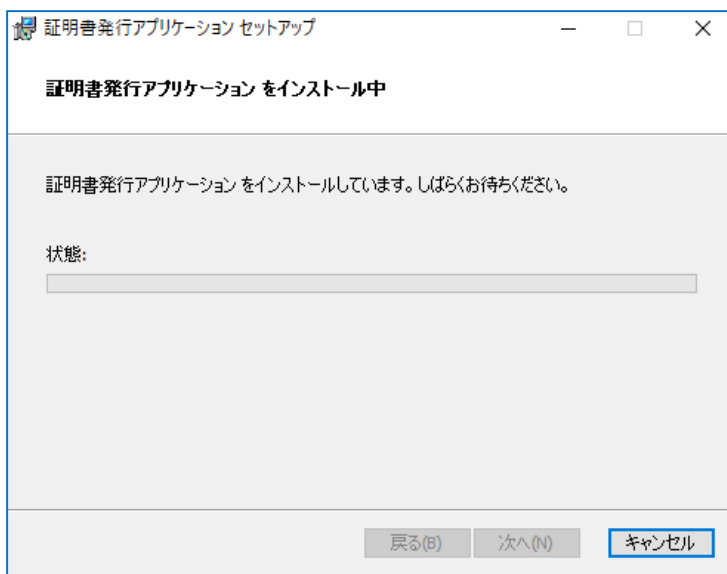 証明書発行アプリケーション セットアップ
証明書発行アプリケーション をインストール中
証明書発行アプリケーション をインストールしています。しばらくお待ちください。
状態:
戻る(B) 次へ(N) キャンセル